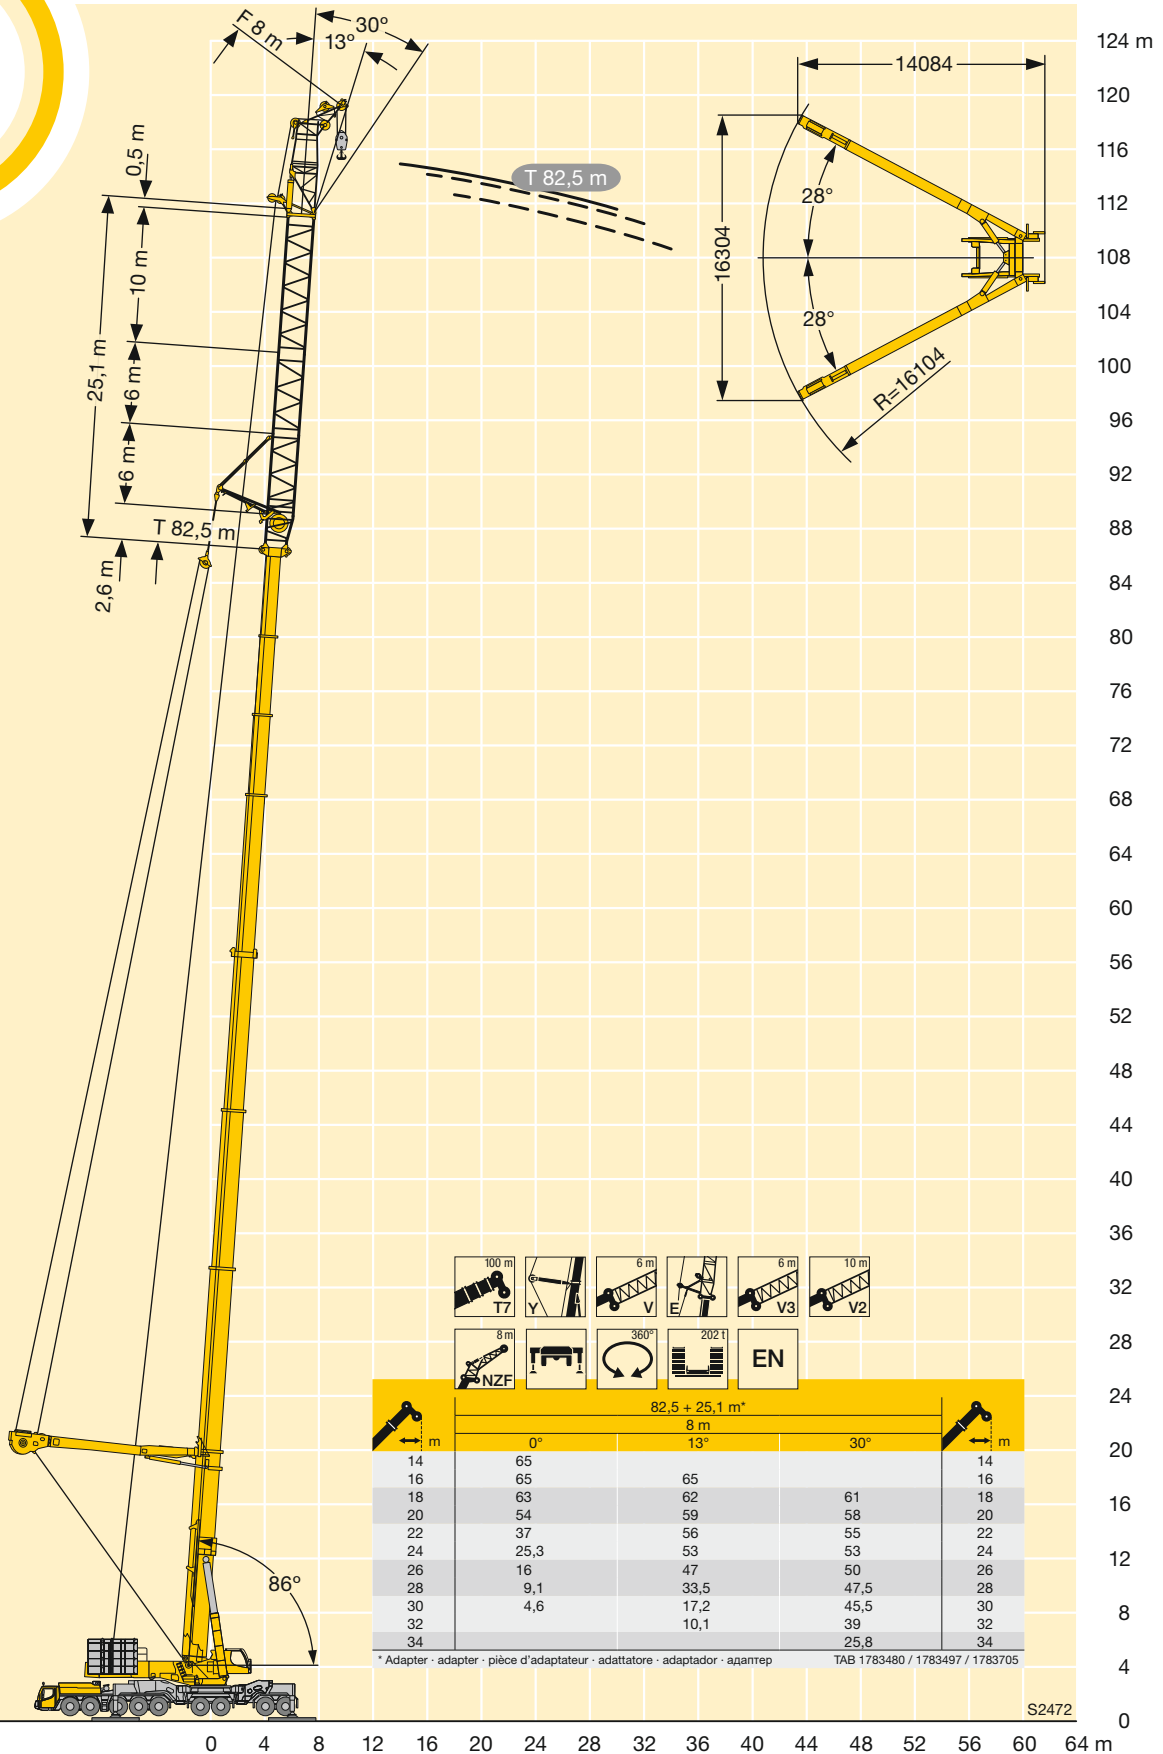 F 8 m
30°
13°
0,5 m
10 m
25,1 m
6 m
6 m
T 82,5 m
2,6 m
T 82,5 m
14084
16304
28°
28°
R=16104
86°
124 m
120
116
112
108
104
100
96
92
88
84
80
76
72
68
64
60
56
52
48
44
40
36
32
28
24
20
16
12
8
4
0
100 m T7
Y
6 m V
E
6 m V3
10 m V2
8 m NZF
360°
202 t
EN
82,5 + 25,1 m*
8 m
m 0° 13° 30° m
14 65 14
16 65 65 16
18 63 62 61 18
20 54 59 58 20
22 37 56 55 22
24 25,3 53 53 24
26 16 47 50 26
28 9,1 33,5 47,5 28
30 4,6 17,2 45,5 30
32 10,1 39 32
34 25,8 34
* Adapter · adapter · pièce d'adaptateur · adattatore · adaptador · адаптер TAB 1783480 / 1783497 / 1783705
S2472
0 4 8 12 16 20 24 28 32 36 40 44 48 52 56 60 64 m